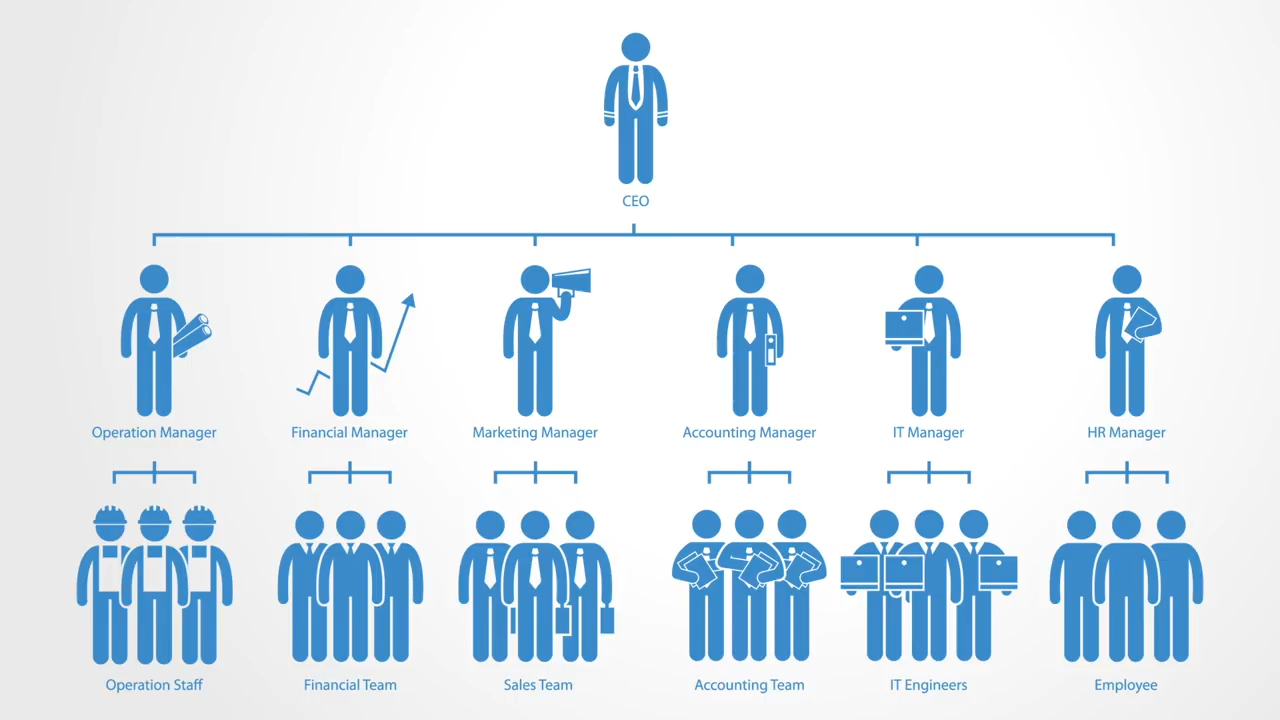 CEO
Operation Manager
Financial Manager
Marketing Manager
Accounting Manager
IT Manager
HR Manager
Operation Staff
Financial Team
Sales Team
Accounting Team
IT Engineers
Employee